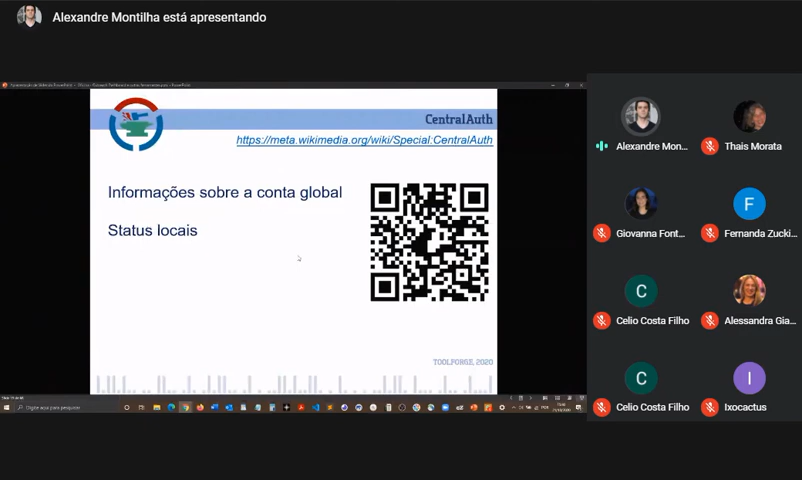 Alexandre Montilha está apresentando
CentralAuth
https://meta.wikimedia.org/wiki/Special:CentralAuth
Informações sobre a conta global
Status locais
TOOLFORGE, 2020
Digite aqui para pesquisar
Alexandre Mon...
Thais Morata
Giovanna Font...
F
Fernanda Zucki...
C
Celio Costa Filho
Alessandra Gia...
C
Celio Costa Filho
I
Ixocactus